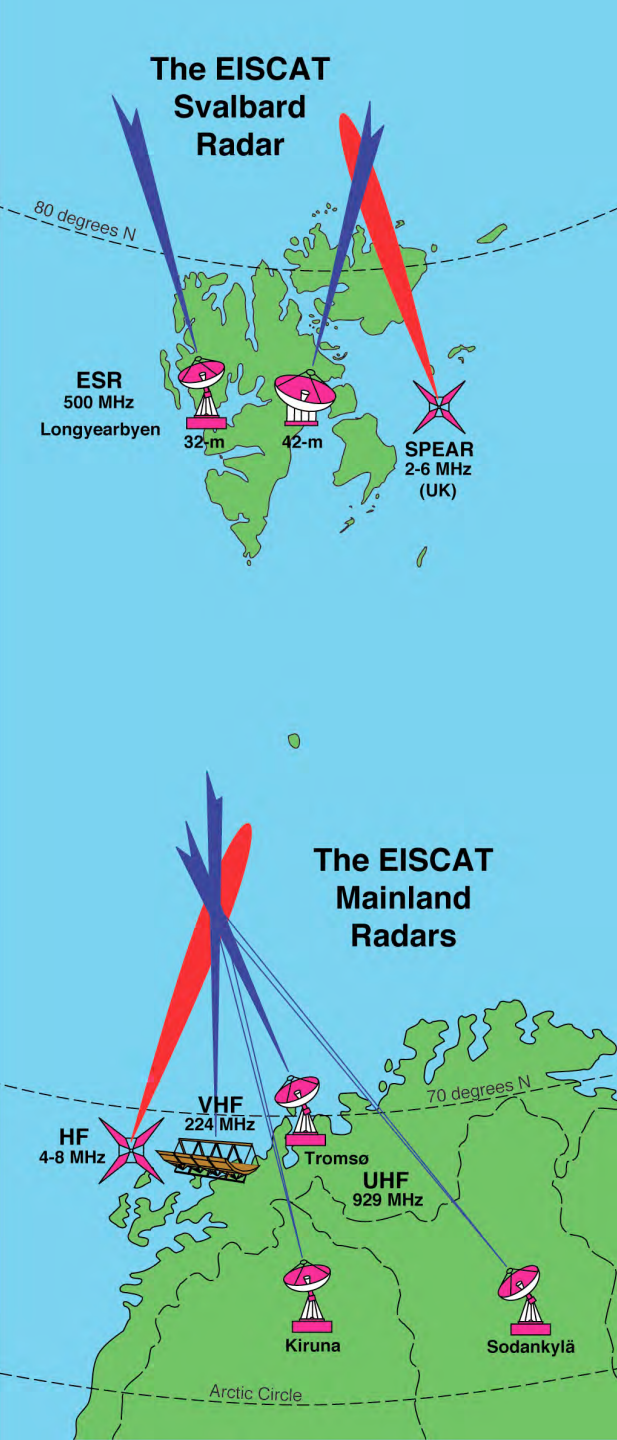 The EISCAT
Svalbard
Radar
80 degrees N
ESR
500 MHz
Longyearbyen
32-m
42-m
SPEAR
2-6 MHz
(UK)
The EISCAT
Mainland
Radars
70 degrees N
VHF
224 MHz
HF
4-8 MHz
Tromsø
UHF
929 MHz
Kiruna
Sodankylä
Arctic Circle